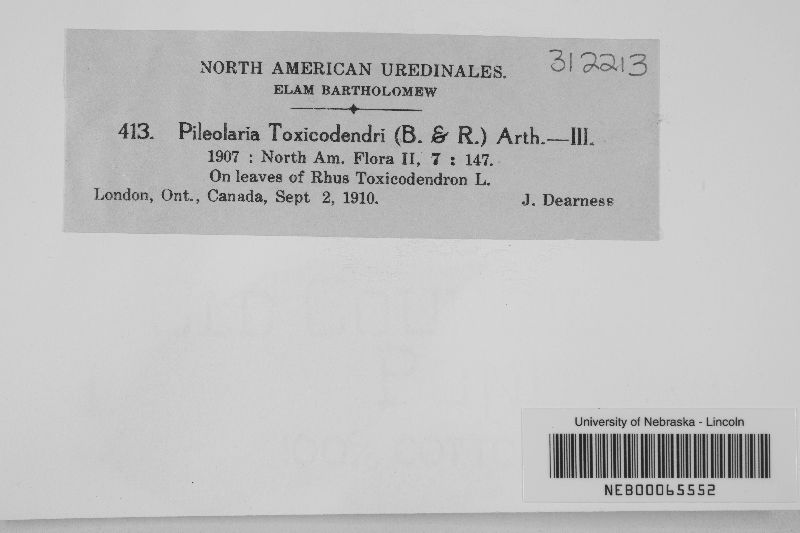 NORTH AMERICAN UREDINALES.
312213
ELAM BARTHOLOMEW
413. Pileolaria Toxicodendri (B. & R.) Arth.—III.
1907 : North Am. Flora II, 7 : 147.
On leaves of Rhus Toxicodendron L.
London, Ont., Canada, Sept 2, 1910. J. Dearness
University of Nebraska - Lincoln
NEB00065552